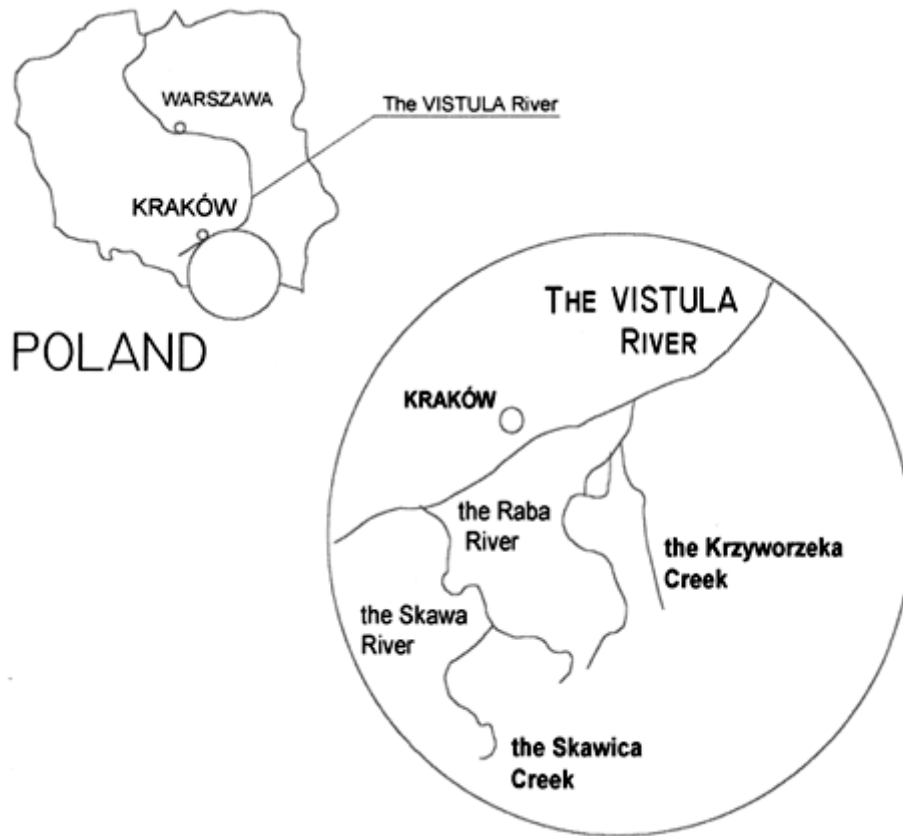 WARSZAWA
The VISTULA River
KRAKÓW
POLAND
THE VISTULA
RIVER
KRAKÓW
the Raba
River
the Krzyworzeka
Creek
the Skawa
River
the Skawica
Creek